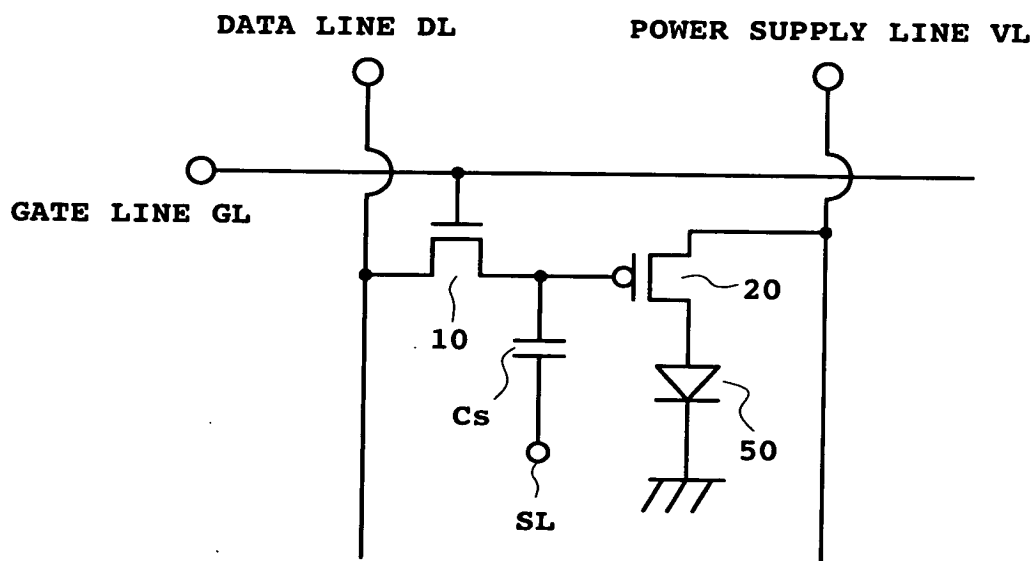 DATA LINE DL
POWER SUPPLY LINE VL
GATE LINE GL
10
20
Cs
50
SL